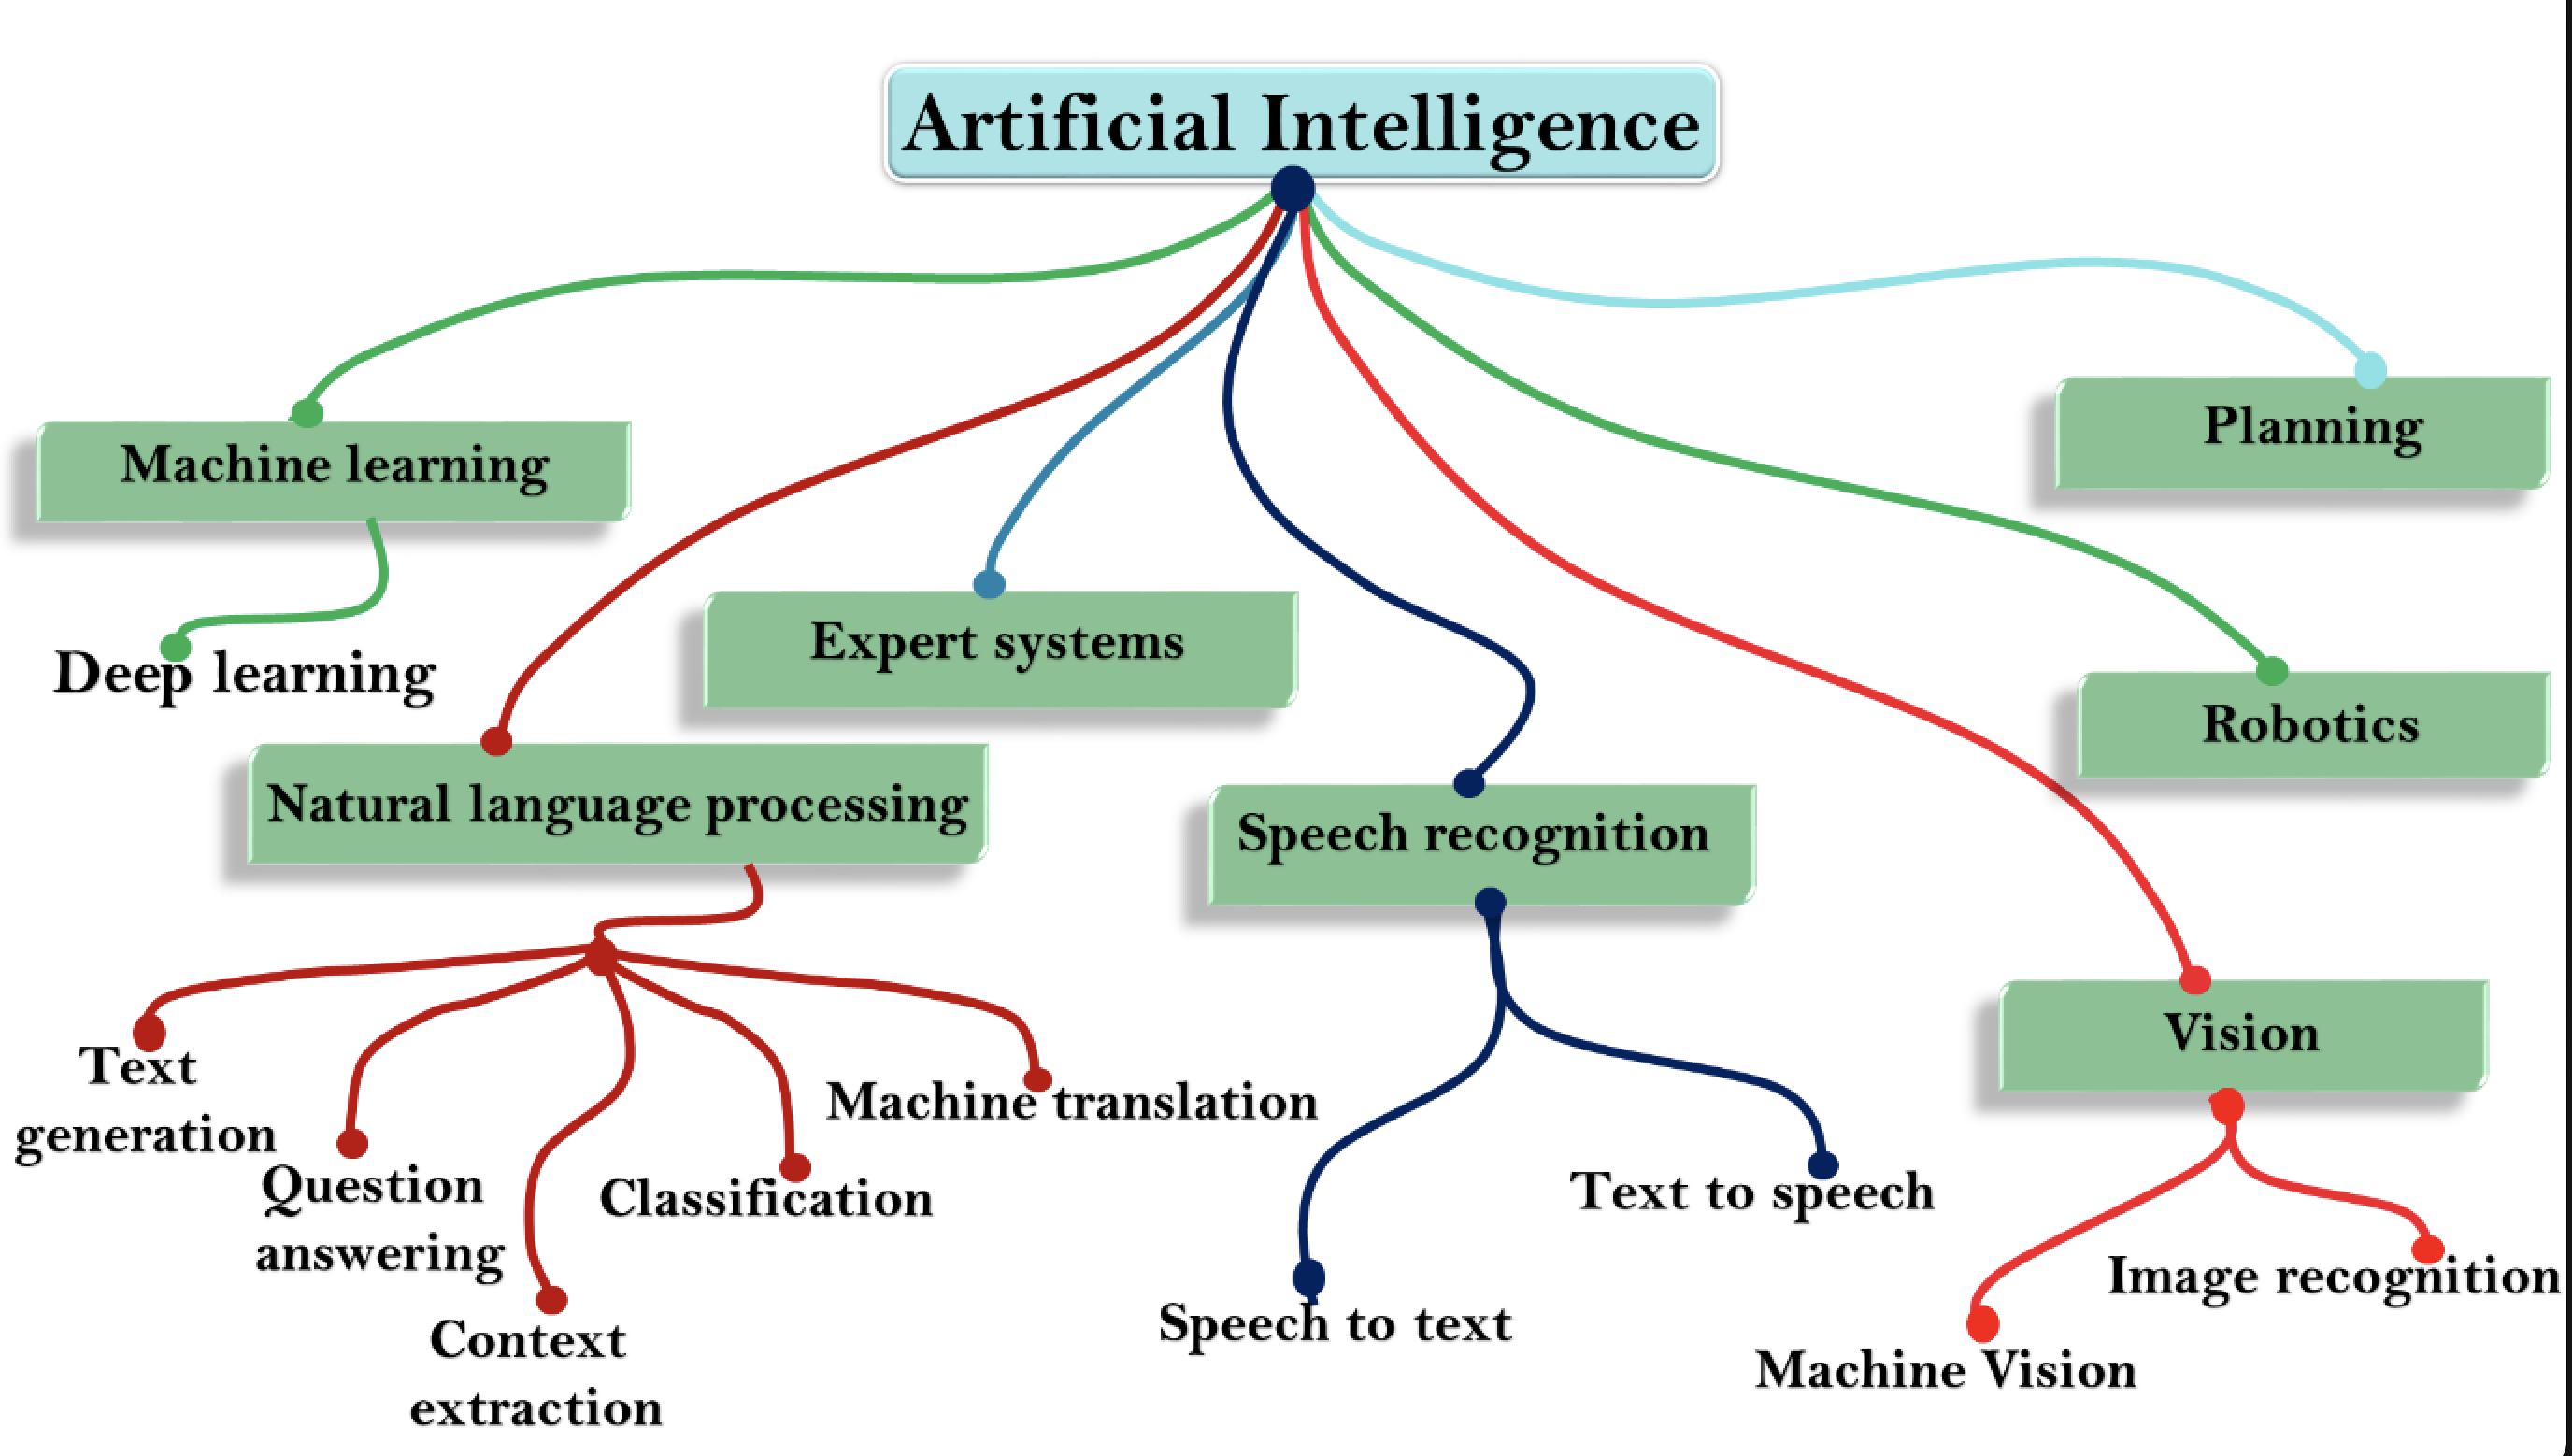 Artificial Intelligence
Machine learning
Planning
Deep learning
Expert systems
Robotics
Natural language processing
Speech recognition
Vision
Text
generation
Question
answering
Context
extraction
Classification
Machine translation
Speech to text
Text to speech
Machine Vision
Image recognition